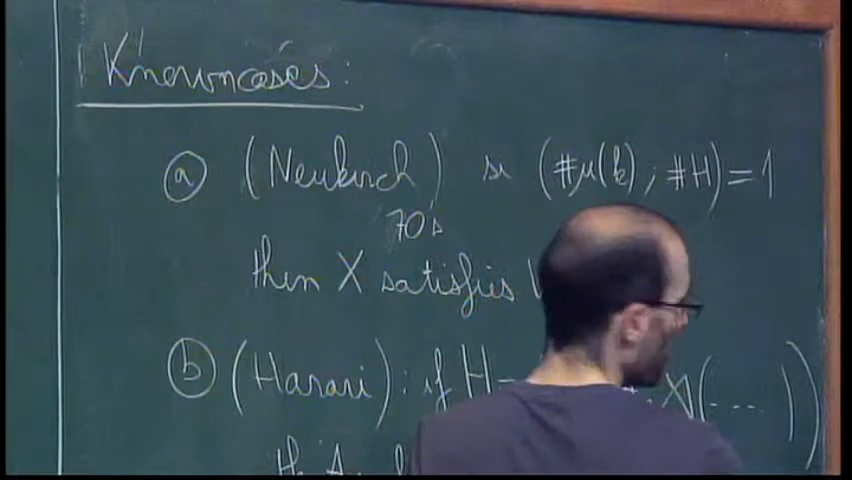 Known cases:
(a) (Neukirch) si (#μ(k) ; #H) = 1
70's
then X satisfies
(b) (Harari) : if H